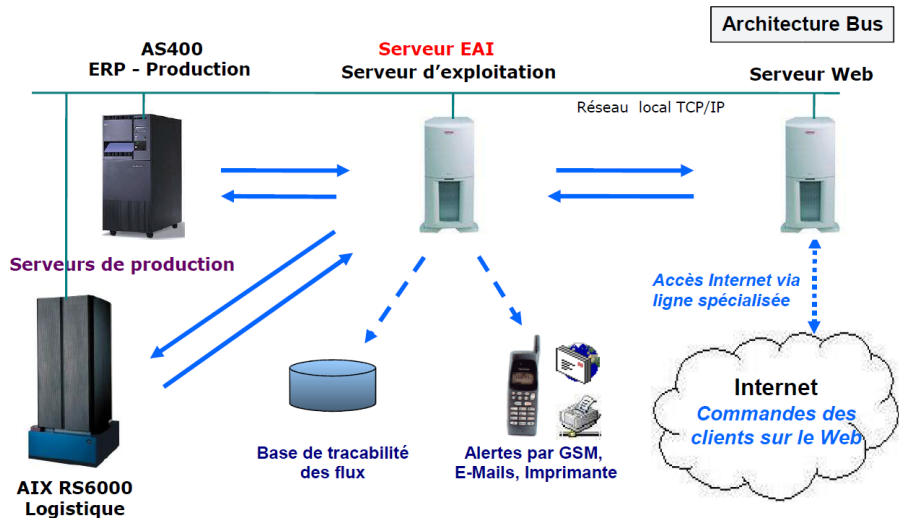 Architecture Bus
AS400
ERP - Production
Serveur EAI
Serveur d'exploitation
Serveur Web
Réseau local TCP/IP
Serveurs de production
Accès Internet via
ligne spécialisée
Internet
Commandes des
clients sur le Web
Base de tracabilité
des flux
Alertes par GSM,
E-Mails, Imprimante
AIX RS6000
Logistique